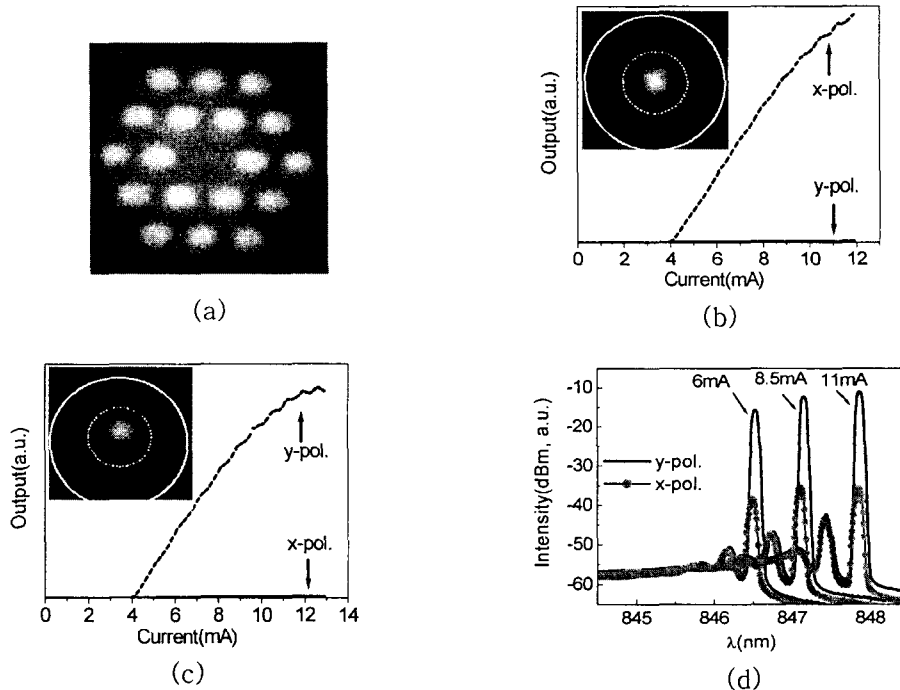 (a)
Output(a.u.)
x-pol.
y-pol.
0 2 4 6 8 10 12
Current(mA)
(b)
Output(a.u.)
y-pol.
x-pol.
0 2 4 6 8 10 12 14
Current(mA)
(c)
6mA 8.5mA 11mA
-10
-20
-30
-40
-50
-60
Intensity(dBm, a.u.)
y-pol.
x-pol.
845 846 847 848
λ(nm)
(d)